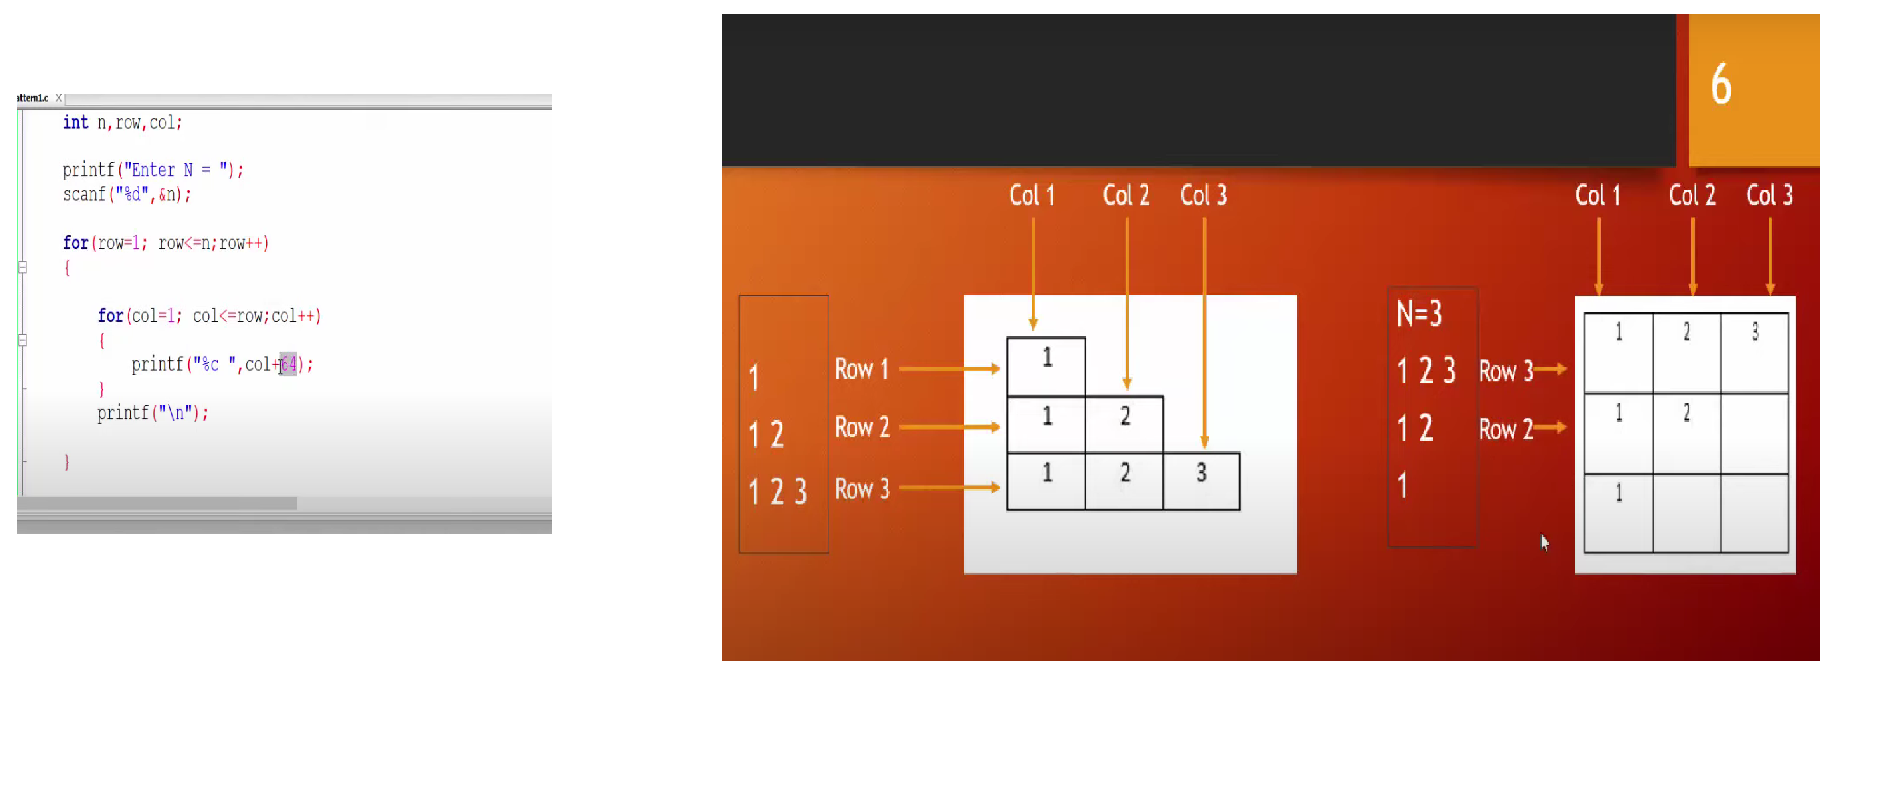 attern1.c X
int n,row,col;
printf("Enter N = ");
scanf("%d",&n);
for(row=1; row<=n;row++)
{
for(col=1; col<=row;col++)
{
printf("%c ",col+64);
}
printf("\n");
}
6
Col 1 Col 2 Col 3
1
1 2
1 2 3
Row 1
Row 2
Row 3
1
1 2
1 2 3
N=3
1 2 3
1 2
1
Row 3
Row 2
Col 1 Col 2 Col 3
1 2 3
1 2
1